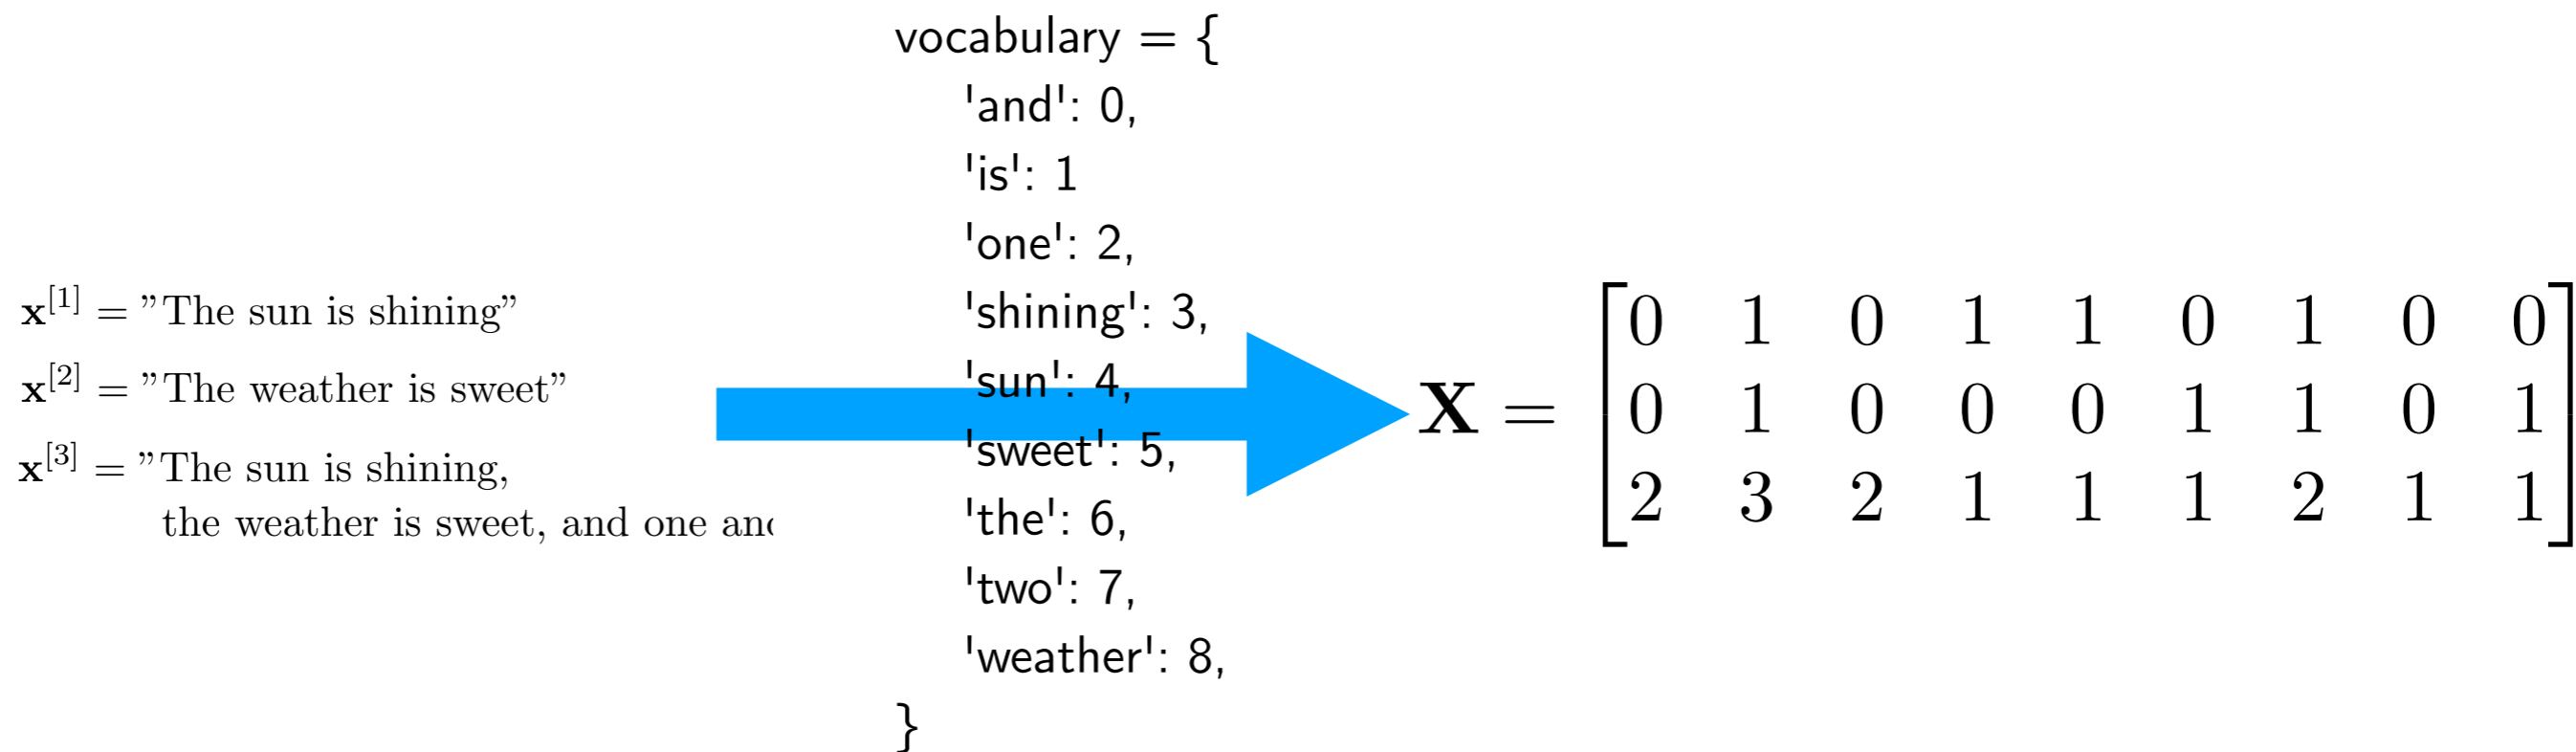 x^[1] = "The sun is shining"
x^[2] = "The weather is sweet"
x^[3] = "The sun is shining,
the weather is sweet, and one
vocabulary = {
'and': 0,
'is': 1
'one': 2,
'shining': 3,
'sun': 4,
'sweet': 5,
'the': 6,
'two': 7,
'weather': 8,
}
X =
0 1 0 1 1 0 1 0 0
0 1 0 0 0 1 1 0 1
2 3 2 1 1 1 2 1 1